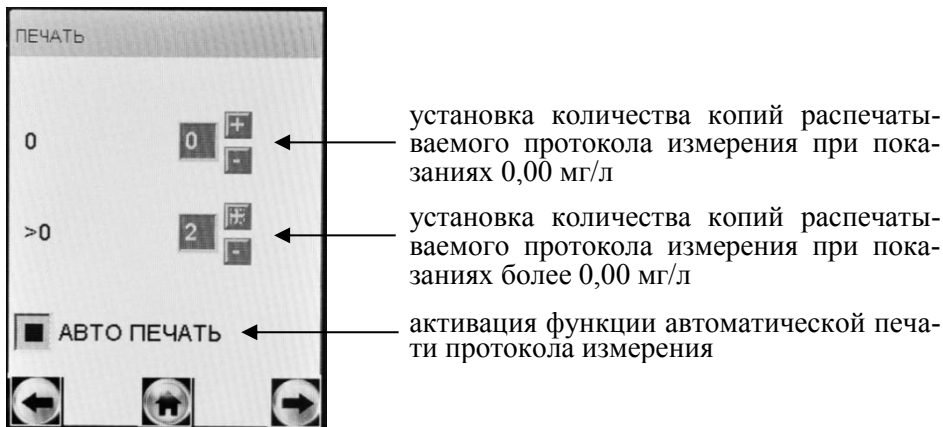 ПЕЧАТЬ
0
0
+
-
установка количества копий распечаты-
ваемого протокола измерения при пока-
заниях 0,00 мг/л
>0
2
+
-
установка количества копий распечаты-
ваемого протокола измерения при пока-
заниях более 0,00 мг/л
АВТО ПЕЧАТЬ
активация функции автоматической печа-
ти протокола измерения